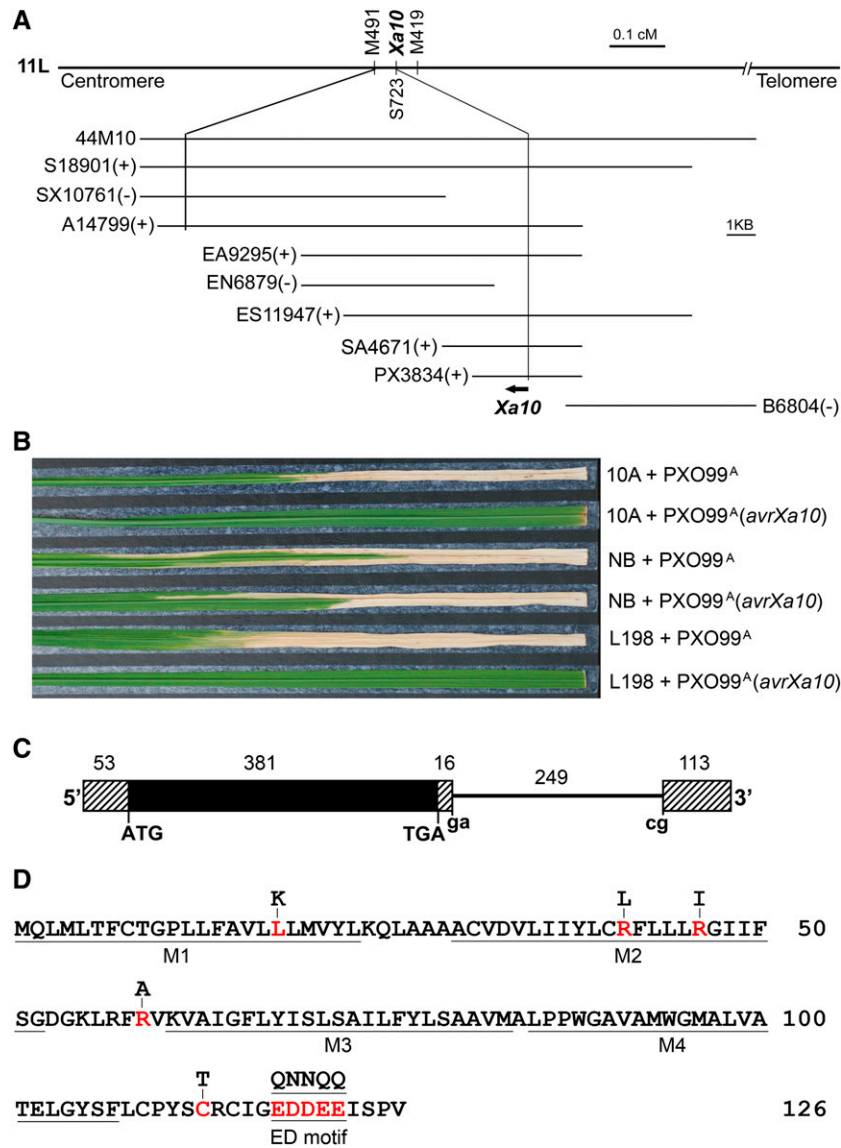 A
M491
Xa10
M419
0.1 cM
11L
Centromere
S723
Telomere
44M10
S18901(+)
SX10761(-)
A14799(+)
1KB
EA9295(+)
EN6879(-)
ES11947(+)
SA4671(+)
PX3834(+)
Xa10
B6804(-)
B
10A + PXO99ᴬ
10A + PXO99ᴬ(avrXa10)
NB + PXO99ᴬ
NB + PXO99ᴬ(avrXa10)
L198 + PXO99ᴬ
L198 + PXO99ᴬ(avrXa10)
C
53 381 16 249 113
5’ 3’
ATG TGA ga cg
D
K L I
MQLMLTFCTGPLLFAVLLLMVYLKQLAAAACVDVLIIYLCRFLLLRGIIF 50
M1 M2
A
SGDGKLRFRVKVAIGFLYISLSAILFYLSAAVMALPPWGAVAMWGMALVA 100
M3 M4
T QNNQQ
TELGYSFLCPYSCRCIGEDDEEISPV 126
ED motif